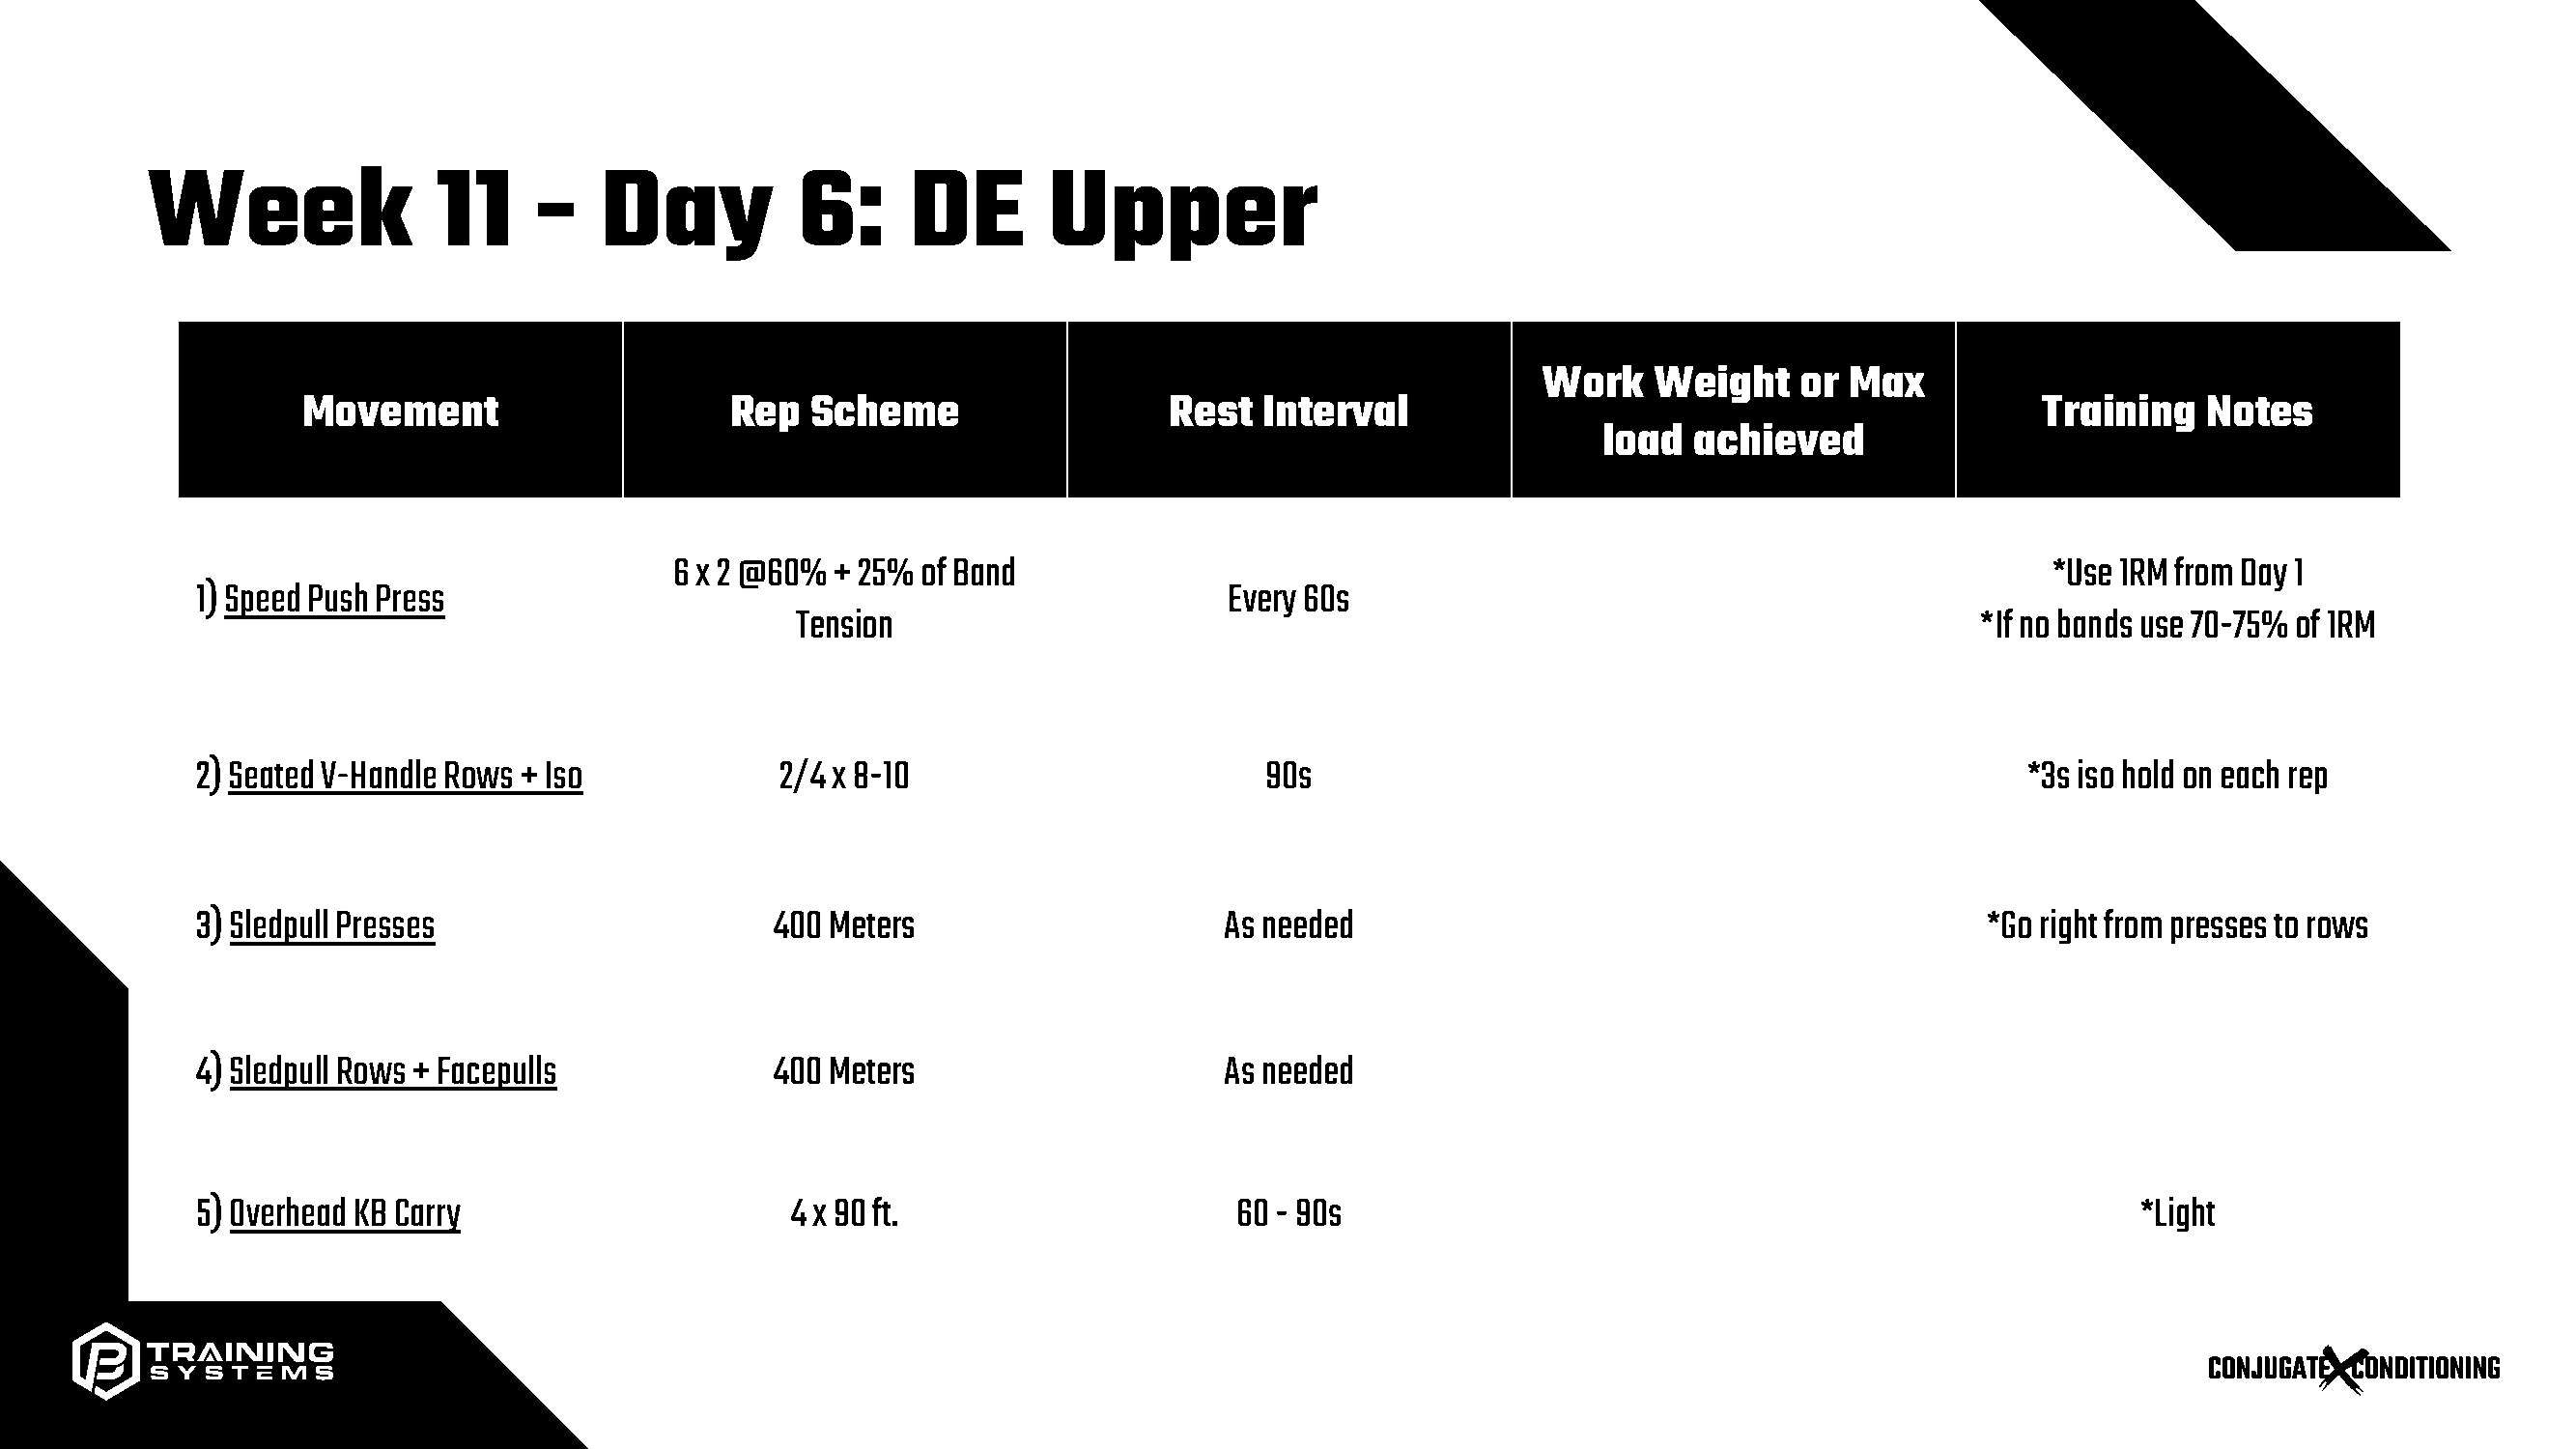 Week 11 - Day 6: DE Upper
Movement
Rep Scheme
Rest Interval
Work Weight or Max
load achieved
Training Notes
1) Speed Push Press
6 x 2 @60% + 25% of Band
Tension
Every 60s
*Use 1RM from Day 1
*If no bands use 70-75% of 1RM
2) Seated V-Handle Rows + Iso
2/4 x 8-10
90s
*3s iso hold on each rep
3) Sledpull Presses
400 Meters
As needed
*Go right from presses to rows
4) Sledpull Rows + Facepulls
400 Meters
As needed
5) Overhead KB Carry
4 x 90 ft.
60 - 90s
*Light
TRAINING
SYSTEMS
CONJUGATE X CONDITIONING